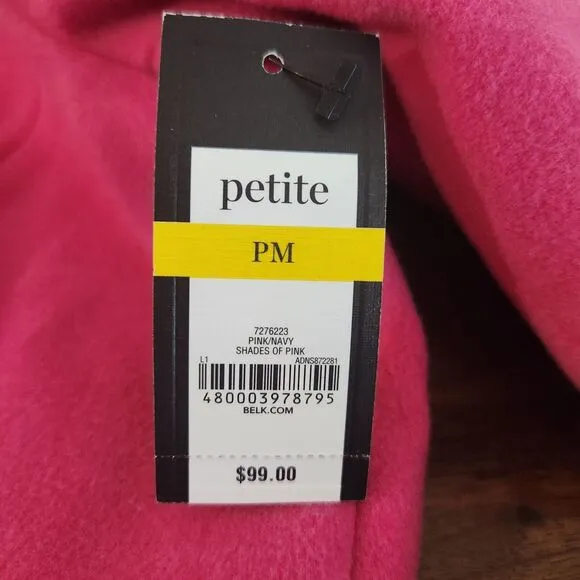 petite
PM
7276223
PINK/NAVY
SHADES OF PINK
L1 ADNS872281
480003978795
BELK.COM
$99.00